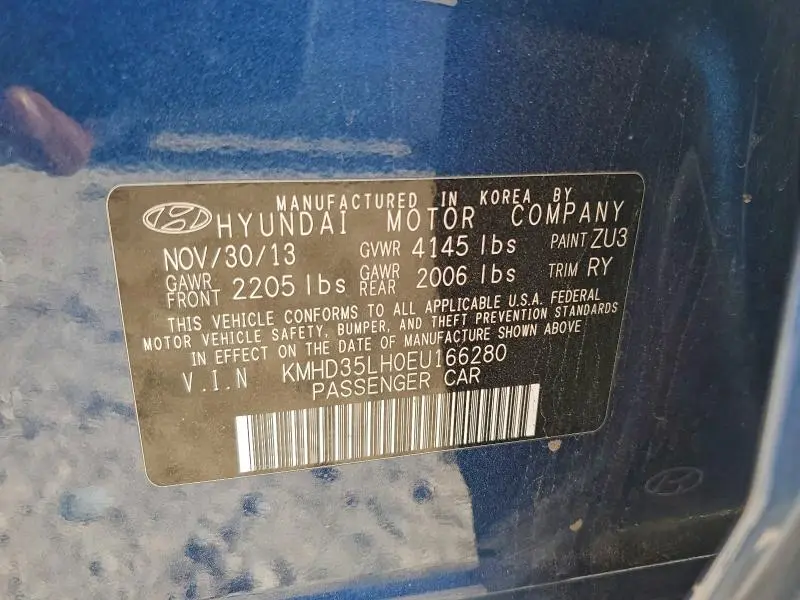 MANUFACTURED IN KOREA BY
HYUNDAI MOTOR COMPANY
NOV/30/13 GVWR 4145 lbs PAINT ZU3
GAWR FRONT 2205 lbs GAWR REAR 2006 lbs TRIM RY
THIS VEHICLE CONFORMS TO ALL APPLICABLE U.S.A. FEDERAL
MOTOR VEHICLE SAFETY, BUMPER, AND THEFT PREVENTION STANDARDS
IN EFFECT ON THE DATE OF MANUFACTURE SHOWN ABOVE
V.I.N KMHD35LH0EU166280
PASSENGER CAR